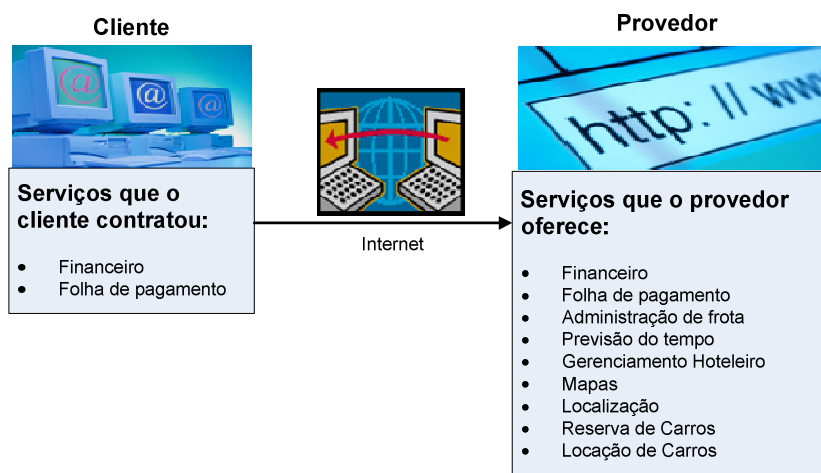 Cliente
@
@
@
Serviços que o
cliente contratou:
• Financeiro
• Folha de pagamento
Internet
Provedor
http: // www
Serviços que o provedor
oferece:
• Financeiro
• Folha de pagamento
• Administração de frota
• Previsão do tempo
• Gerenciamento Hoteleiro
• Mapas
• Localização
• Reserva de Carros
• Locação de Carros